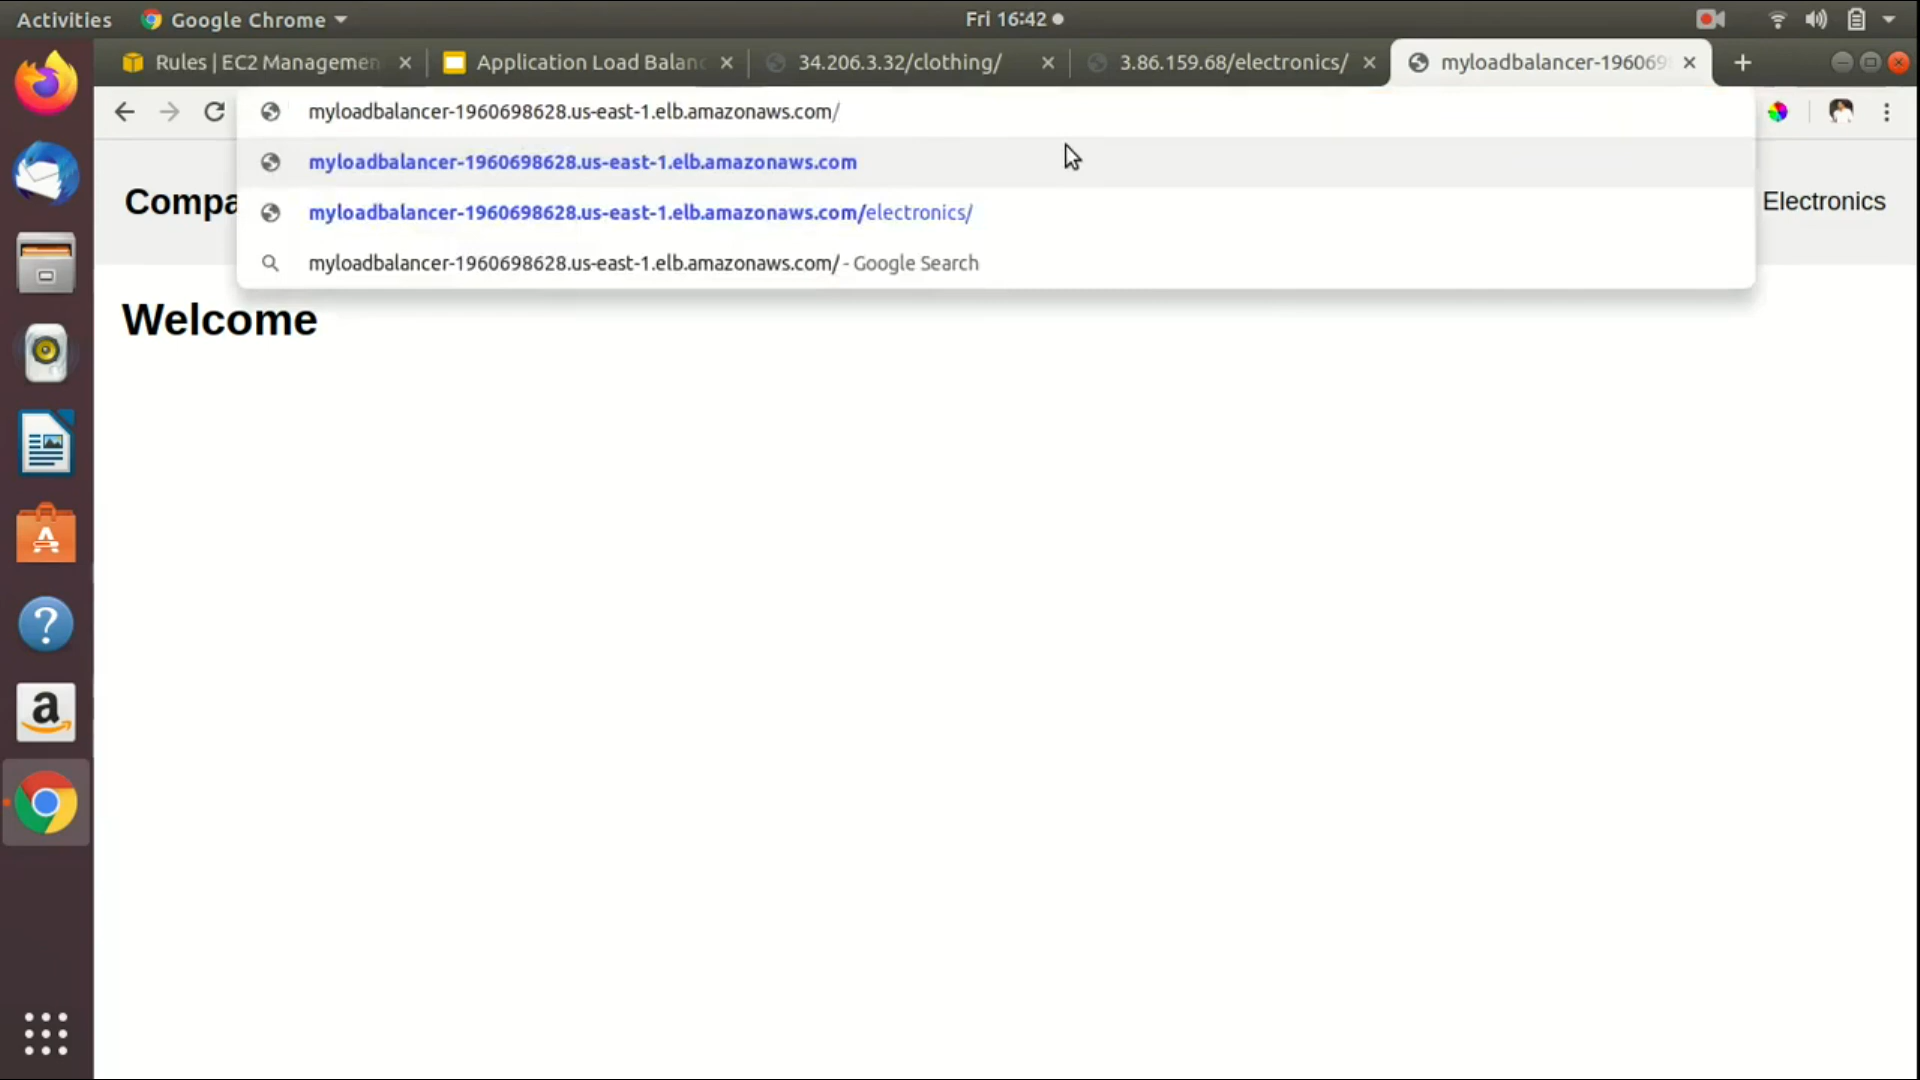 Activities Google Chrome Fri 16:42
Rules | EC2 Managemen Application Load Balanc 34.206.3.32/clothing/ 3.86.159.68/electronics/ myloadbalancer-196069
myloadbalancer-1960698628.us-east-1.elb.amazonaws.com/
myloadbalancer-1960698628.us-east-1.elb.amazonaws.com
Compa Electronics
myloadbalancer-1960698628.us-east-1.elb.amazonaws.com/electronics/
myloadbalancer-1960698628.us-east-1.elb.amazonaws.com/ - Google Search
Welcome